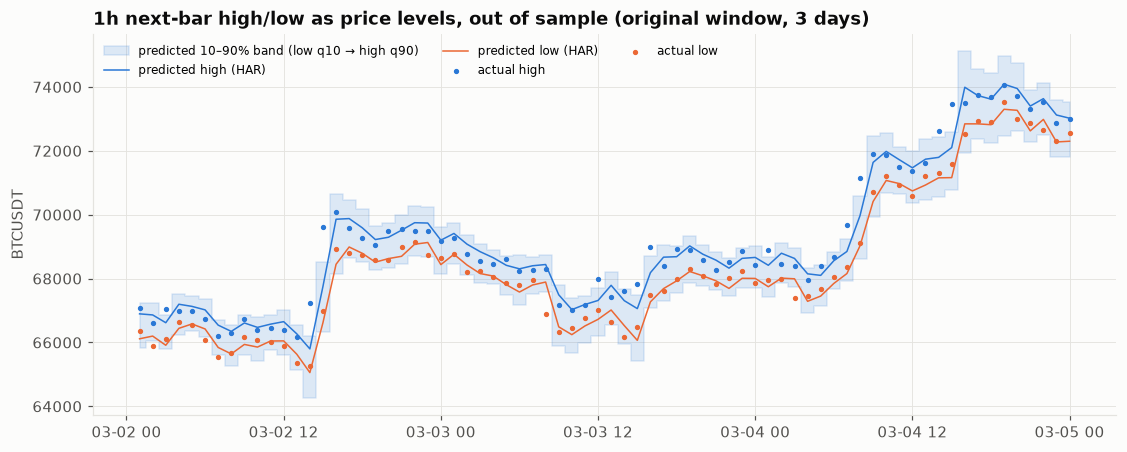 1h next-bar high/low as price levels, out of sample (original window, 3 days)
predicted 10–90% band (low q10 → high q90)
predicted high (HAR)
predicted low (HAR)
actual high
actual low
BTCUSDT
74000
72000
70000
68000
66000
64000
03-02 00
03-02 12
03-03 00
03-03 12
03-04 00
03-04 12
03-05 00